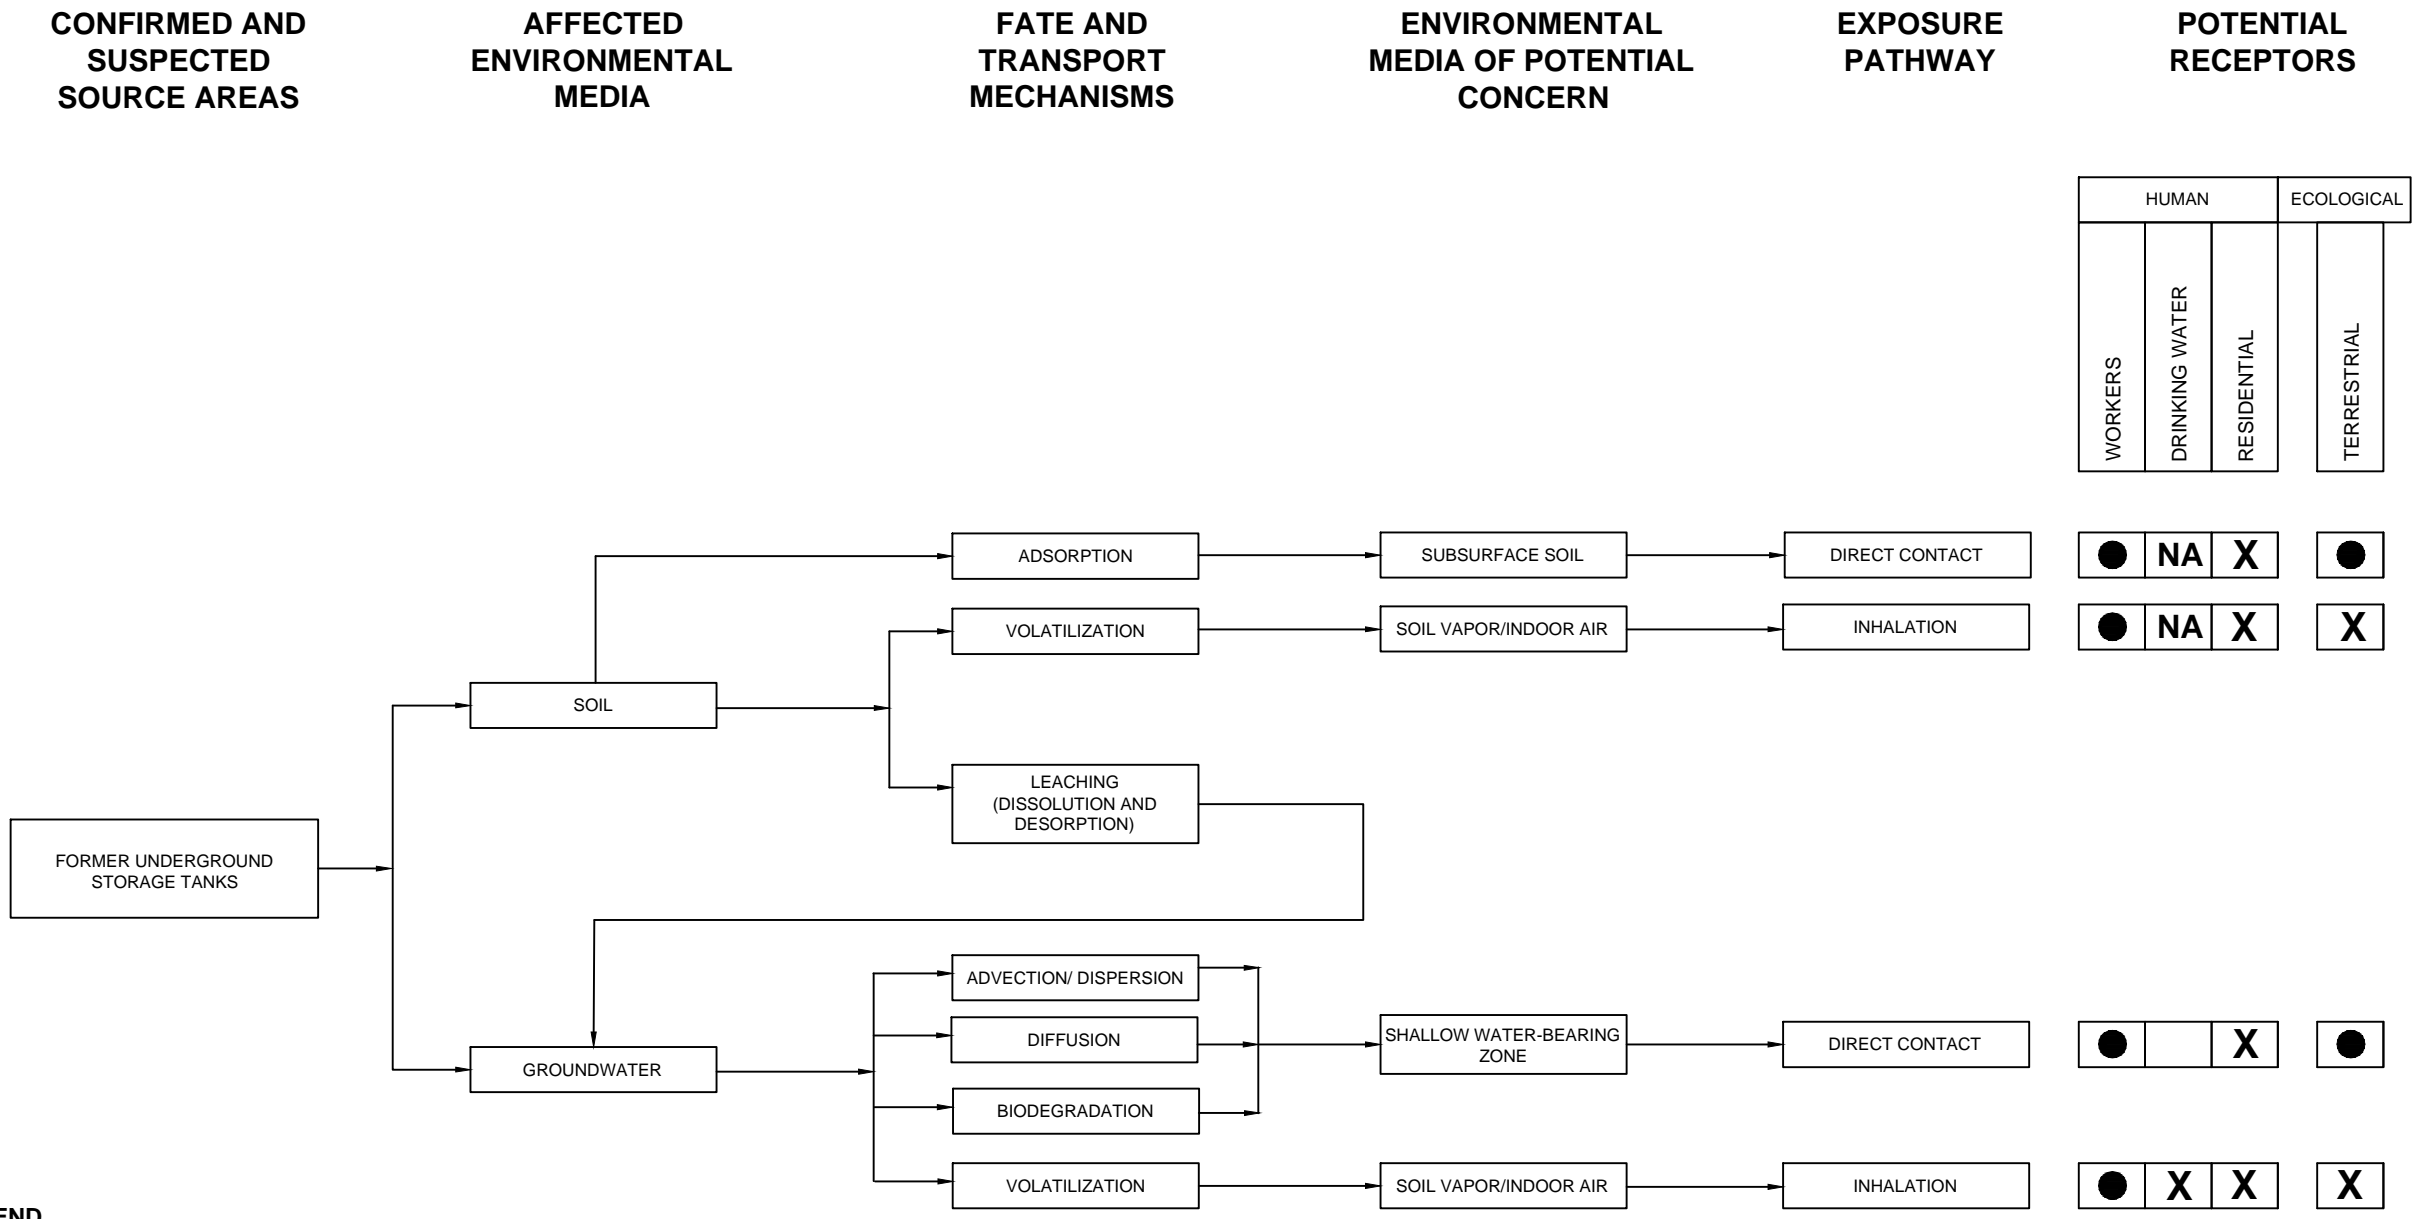 CONFIRMED AND
SUSPECTED
SOURCE AREAS
AFFECTED
ENVIRONMENTAL
MEDIA
FATE AND
TRANSPORT
MECHANISMS
ENVIRONMENTAL
MEDIA OF POTENTIAL
CONCERN
EXPOSURE
PATHWAY
POTENTIAL
RECEPTORS
HUMAN
ECOLOGICAL
WORKERS
DRINKING WATER
RESIDENTIAL
TERRESTRIAL
ADSORPTION
SUBSURFACE SOIL
DIRECT CONTACT
NA X
VOLATILIZATION
SOIL VAPOR/INDOOR AIR
INHALATION
NA X X
SOIL
LEACHING
(DISSOLUTION AND
DESORPTION)
FORMER UNDERGROUND
STORAGE TANKS
ADVECTION/ DISPERSION
DIFFUSION
SHALLOW WATER-BEARING
ZONE
DIRECT CONTACT
X
GROUNDWATER
BIODEGRADATION
VOLATILIZATION
SOIL VAPOR/INDOOR AIR
INHALATION
X X X